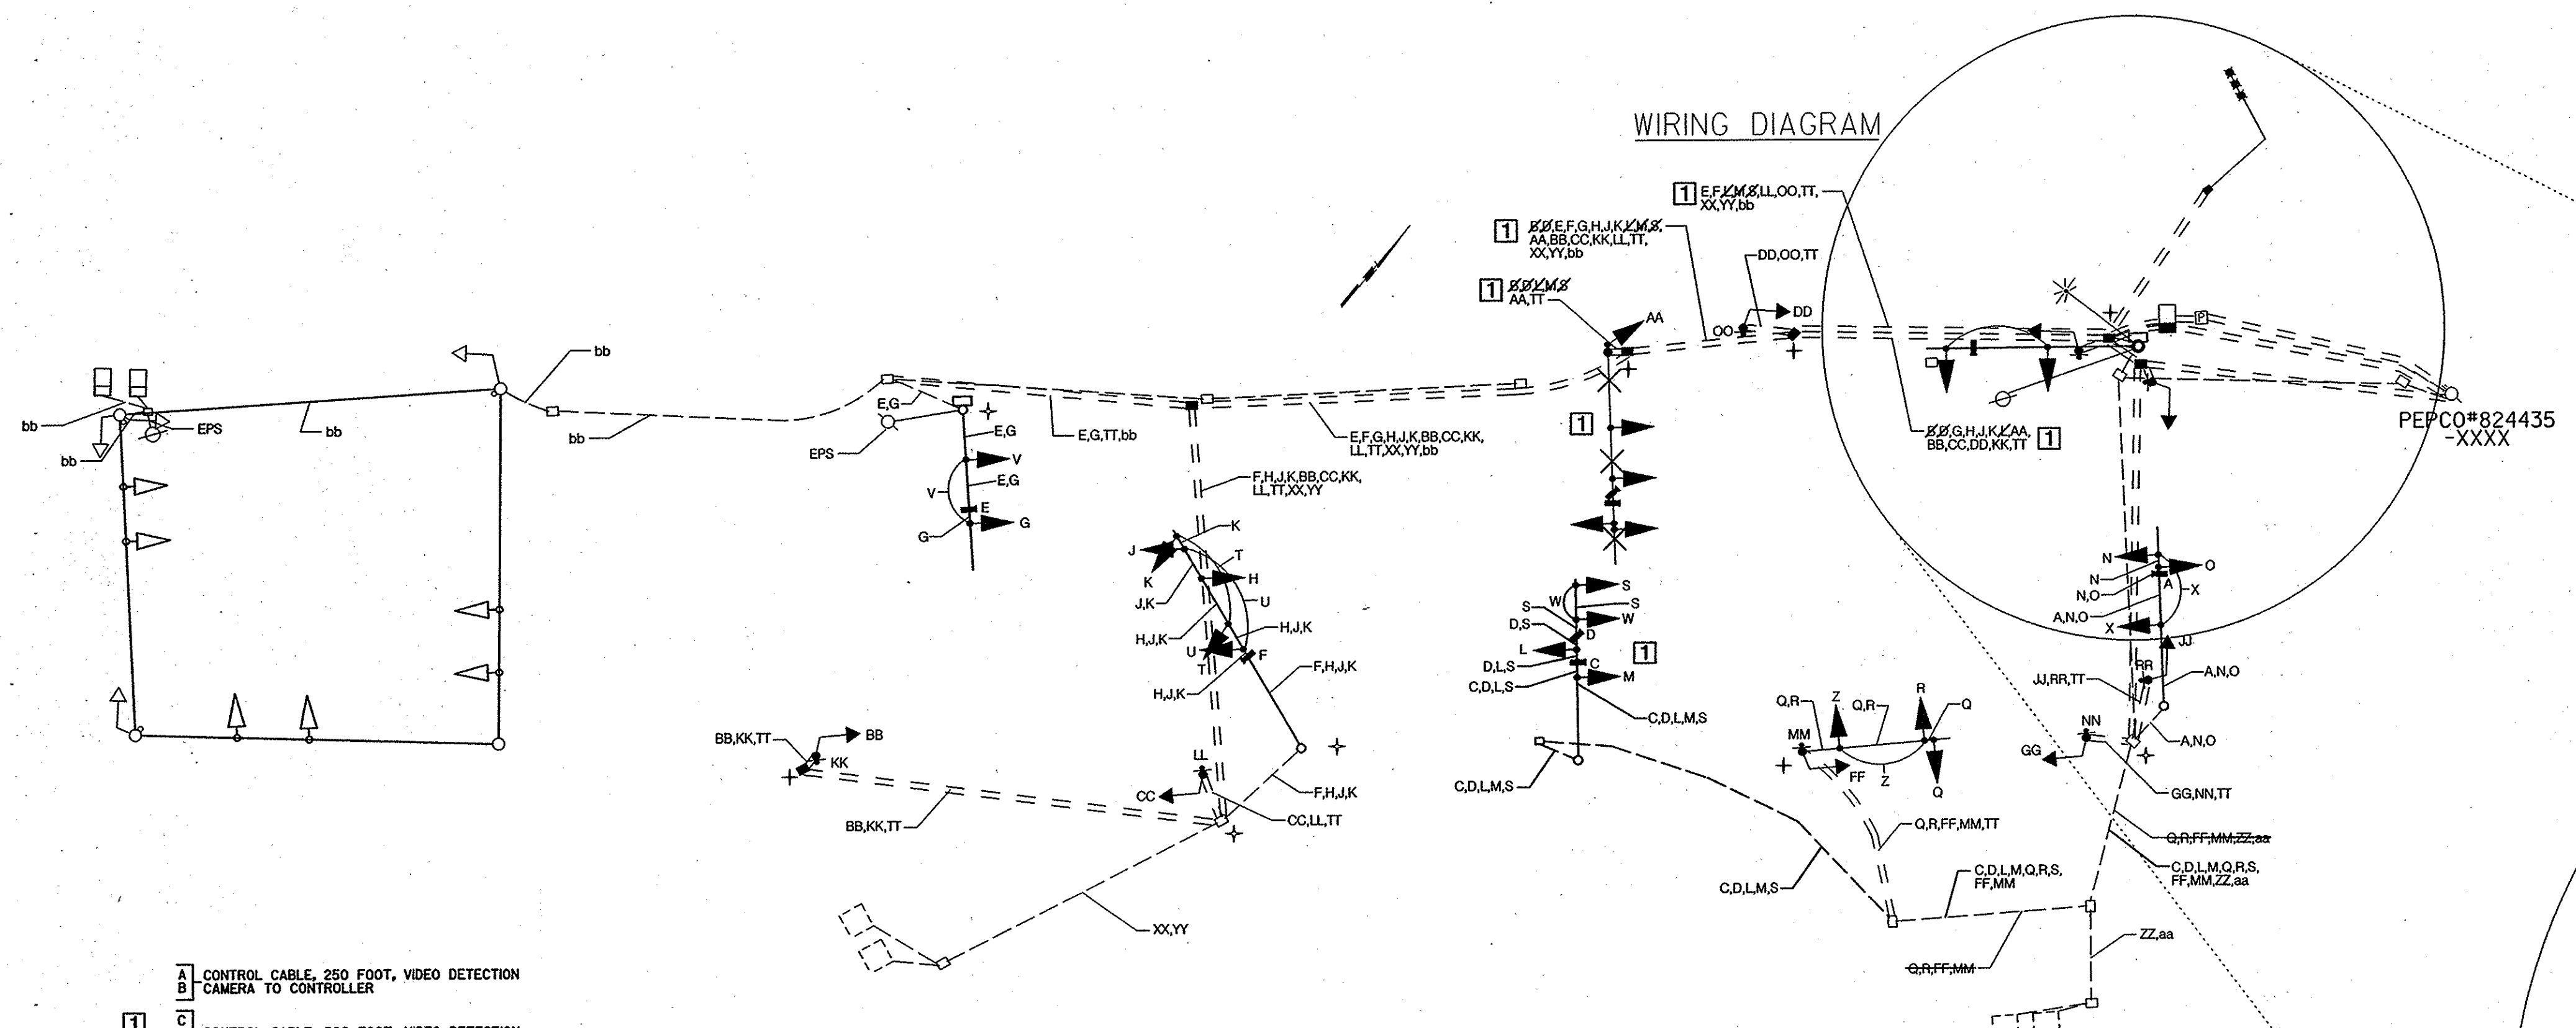 WIRING DIAGRAM
1 E,F,L,M,S,LL,OO,TT,
XX,YY,bb
1 B,D,E,F,G,H,J,K,L,M,S,
AA,BB,CC,KK,LL,TT,
XX,YY,bb
DD,OO,TT
1 B,D,L,M,S
AA,TT
AA
OO
DD
P
bb
bb
EPS
bb
bb
bb
E,G
EPS
E,G
V
E,G
V
E
G
G
E,G,TT,bb
E,F,G,H,J,K,BB,CC,KK,
LL,TT,XX,YY,bb
F,H,J,K,BB,CC,KK,
LL,TT,XX,YY
1
B,D,G,H,J,K,L,AA,
BB,CC,DD,KK,TT 1
PEPCO#824435
-XXXX
K
J
T
K
H
J,K
U
H,J,K
H,J,K
U
F
T
F,H,J,K
H,J,K
S
W
S
S
W
D,S
D
L
1
D,L,S
C
C,D,L,S
M
C,D,L,M,S
C,D,L,M,S
N
O
N
A
N,O
X
A,N,O
X
JJ
RR
JJ,RR,TT
A,N,O
NN
A,N,O
GG
GG,NN,TT
Q,R
Z
Q,R
R
Q
MM
FF
Z
Q
BB,KK,TT
BB
KK
LL
CC
F,H,J,K
CC,LL,TT
BB,KK,TT
Q,R,FF,MM,TT
Q,R,FF,MM,ZZ,aa
C,D,L,M,Q,R,S,
FF,MM,ZZ,aa
C,D,L,M,Q,R,S,
FF,MM
C,D,L,M,S
XX,YY
ZZ,aa
Q,R,FF,MM
A CONTROL CABLE, 250 FOOT, VIDEO DETECTION
B CAMERA TO CONTROLLER
1 C